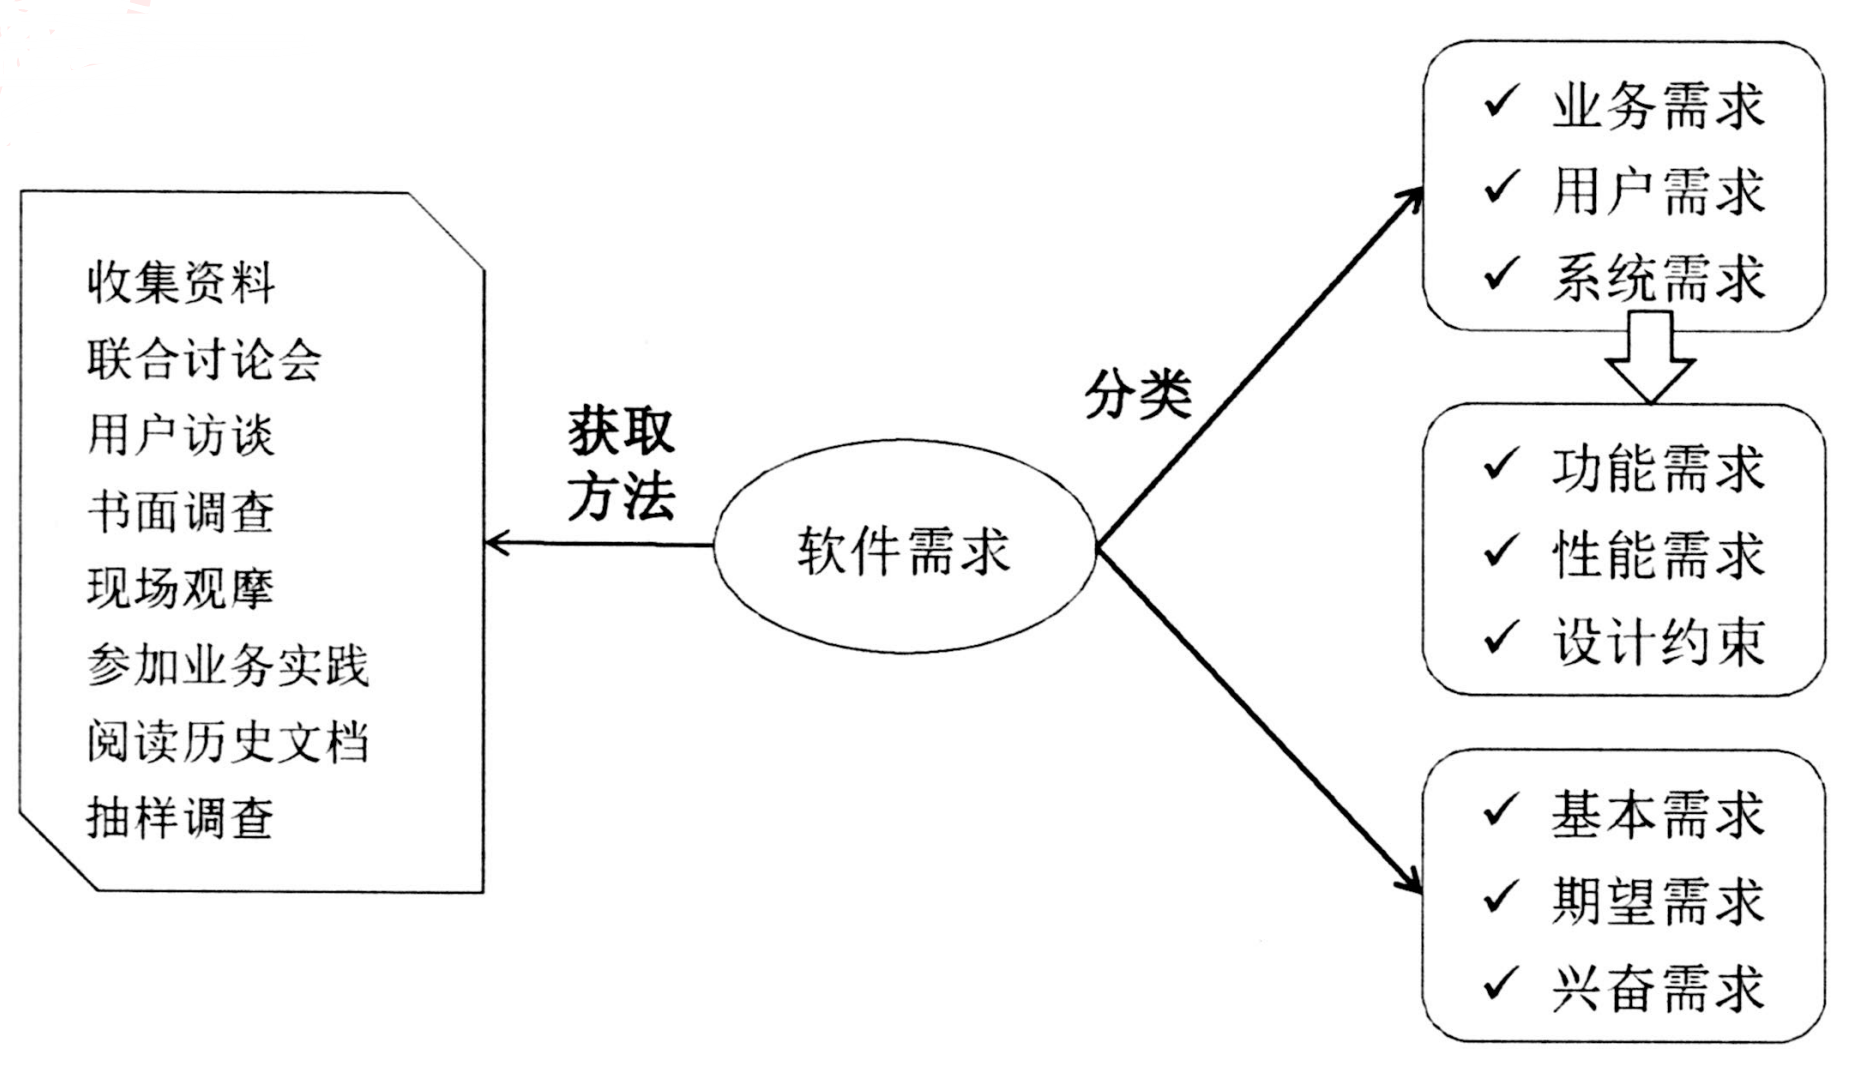 收集资料
联合讨论会
用户访谈
书面调查
现场观摩
参加业务实践
阅读历史文档
抽样调查
获取
方法
软件需求
分类
✓ 业务需求
✓ 用户需求
✓ 系统需求
✓ 功能需求
✓ 性能需求
✓ 设计约束
✓ 基本需求
✓ 期望需求
✓ 兴奋需求